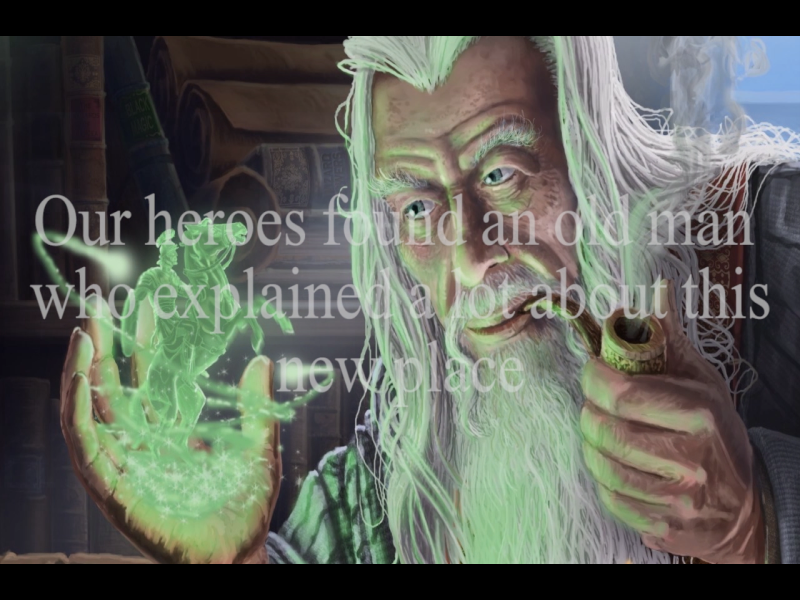 Our heroes found an old man
who explained a lot about this
new place